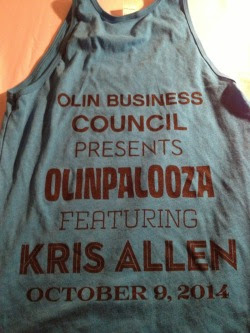 OLIN BUSINESS
COUNCIL
PRESENTS
OLINPALOOZA
FEATURING
KRIS ALLEN
OCTOBER 9, 2014